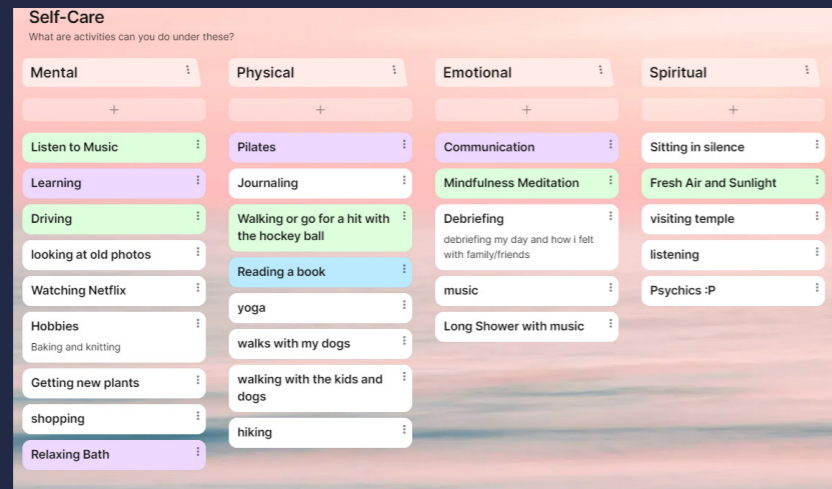 Self-Care
What are activities can you do under these?
Mental
+
Listen to Music
Learning
Driving
looking at old photos
Watching Netflix
Hobbies
Baking and knitting
Getting new plants
shopping
Relaxing Bath
Physical
+
Pilates
Journaling
Walking or go for a hit with
the hockey ball
Reading a book
yoga
walks with my dogs
walking with the kids and
dogs
hiking
Emotional
+
Communication
Mindfulness Meditation
Debriefing
debriefing my day and how i felt
with family/friends
music
Long Shower with music
Spiritual
+
Sitting in silence
Fresh Air and Sunlight
visiting temple
listening
Psychics :P